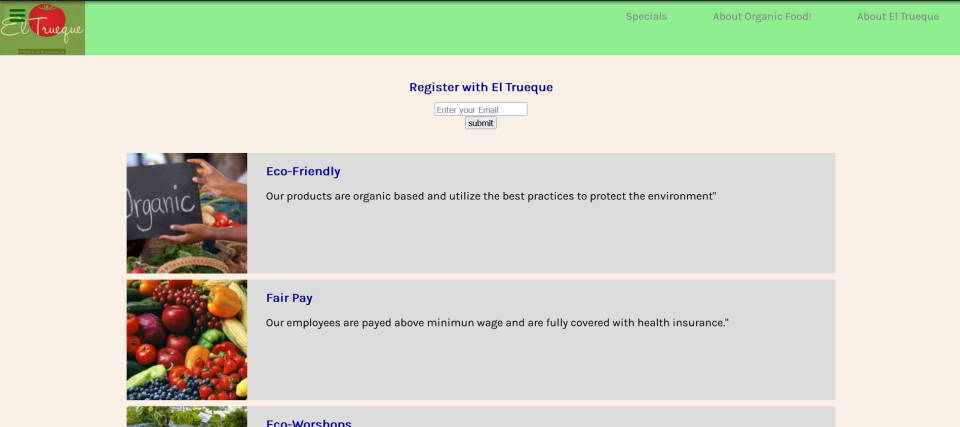 El Trueque
Specials
About Organic Food!
About El Trueque
Register with El Trueque
Enter your Email
submit
Organic
Eco-Friendly
Our products are organic based and utilize the best practices to protect the environment"
Fair Pay
Our employees are payed above minimun wage and are fully covered with health insurance."
Eco-Worshops